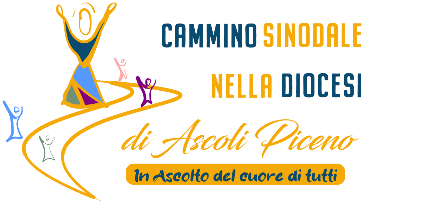 CAMMINO SINODALE
NELLA DIOCESI
di Ascoli Piceno
In Ascolto del cuore di tutti